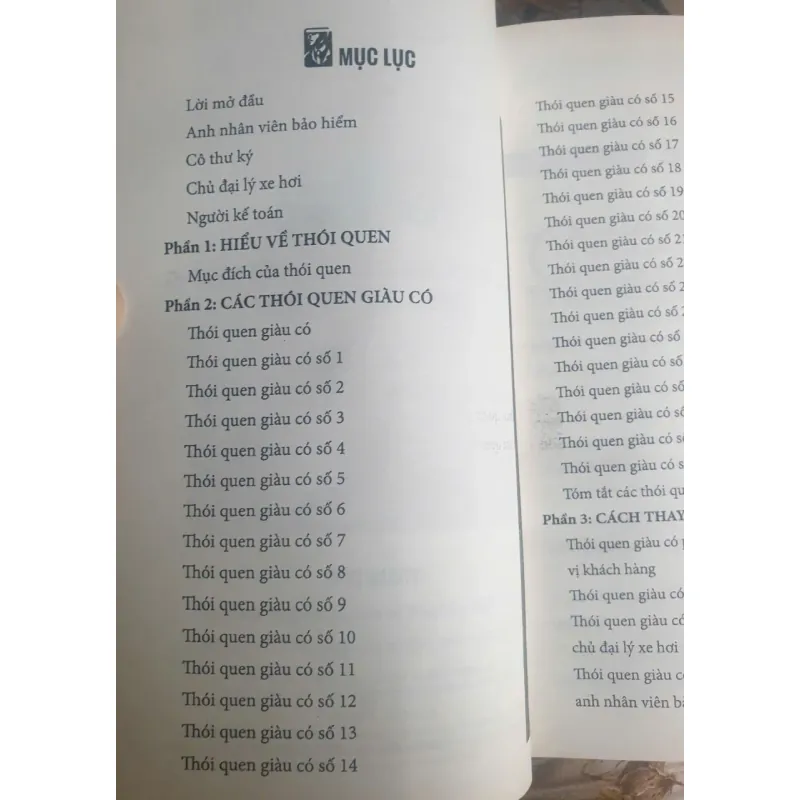 MỤC LỤC
Lời mở đầu
Anh nhân viên bảo hiểm
Cô thư ký
Chủ đại lý xe hơi
Người kế toán
Phần 1: HIỂU VỀ THÓI QUEN
Mục đích của thói quen
Phần 2: CÁC THÓI QUEN GIÀU CÓ
Thói quen giàu có
Thói quen giàu có số 1
Thói quen giàu có số 2
Thói quen giàu có số 3
Thói quen giàu có số 4
Thói quen giàu có số 5
Thói quen giàu có số 6
Thói quen giàu có số 7
Thói quen giàu có số 8
Thói quen giàu có số 9
Thói quen giàu có số 10
Thói quen giàu có số 11
Thói quen giàu có số 12
Thói quen giàu có số 13
Thói quen giàu có số 14
Thói quen giàu có số 15
Thói quen giàu có số 16
Thói quen giàu có số 17
Thói quen giàu có số 18
Thói quen giàu có số 19
Thói quen giàu có số 20
Thói quen giàu có số
Thói quen giàu có số
Thói quen giàu có số
Thói quen giàu có số
Thói quen giàu có số
Thói quen giàu có số
Thói quen giàu có số
Thói quen giàu có
Thói quen giàu có
Thói quen giàu có
Tóm tắt các thói
Phần 3: CÁCH THAY
Thói quen giàu có
vị khách hàng
Thói quen giàu có
Thói quen giàu có
chủ đại lý xe hơi
Thói quen giàu
anh nhân viên